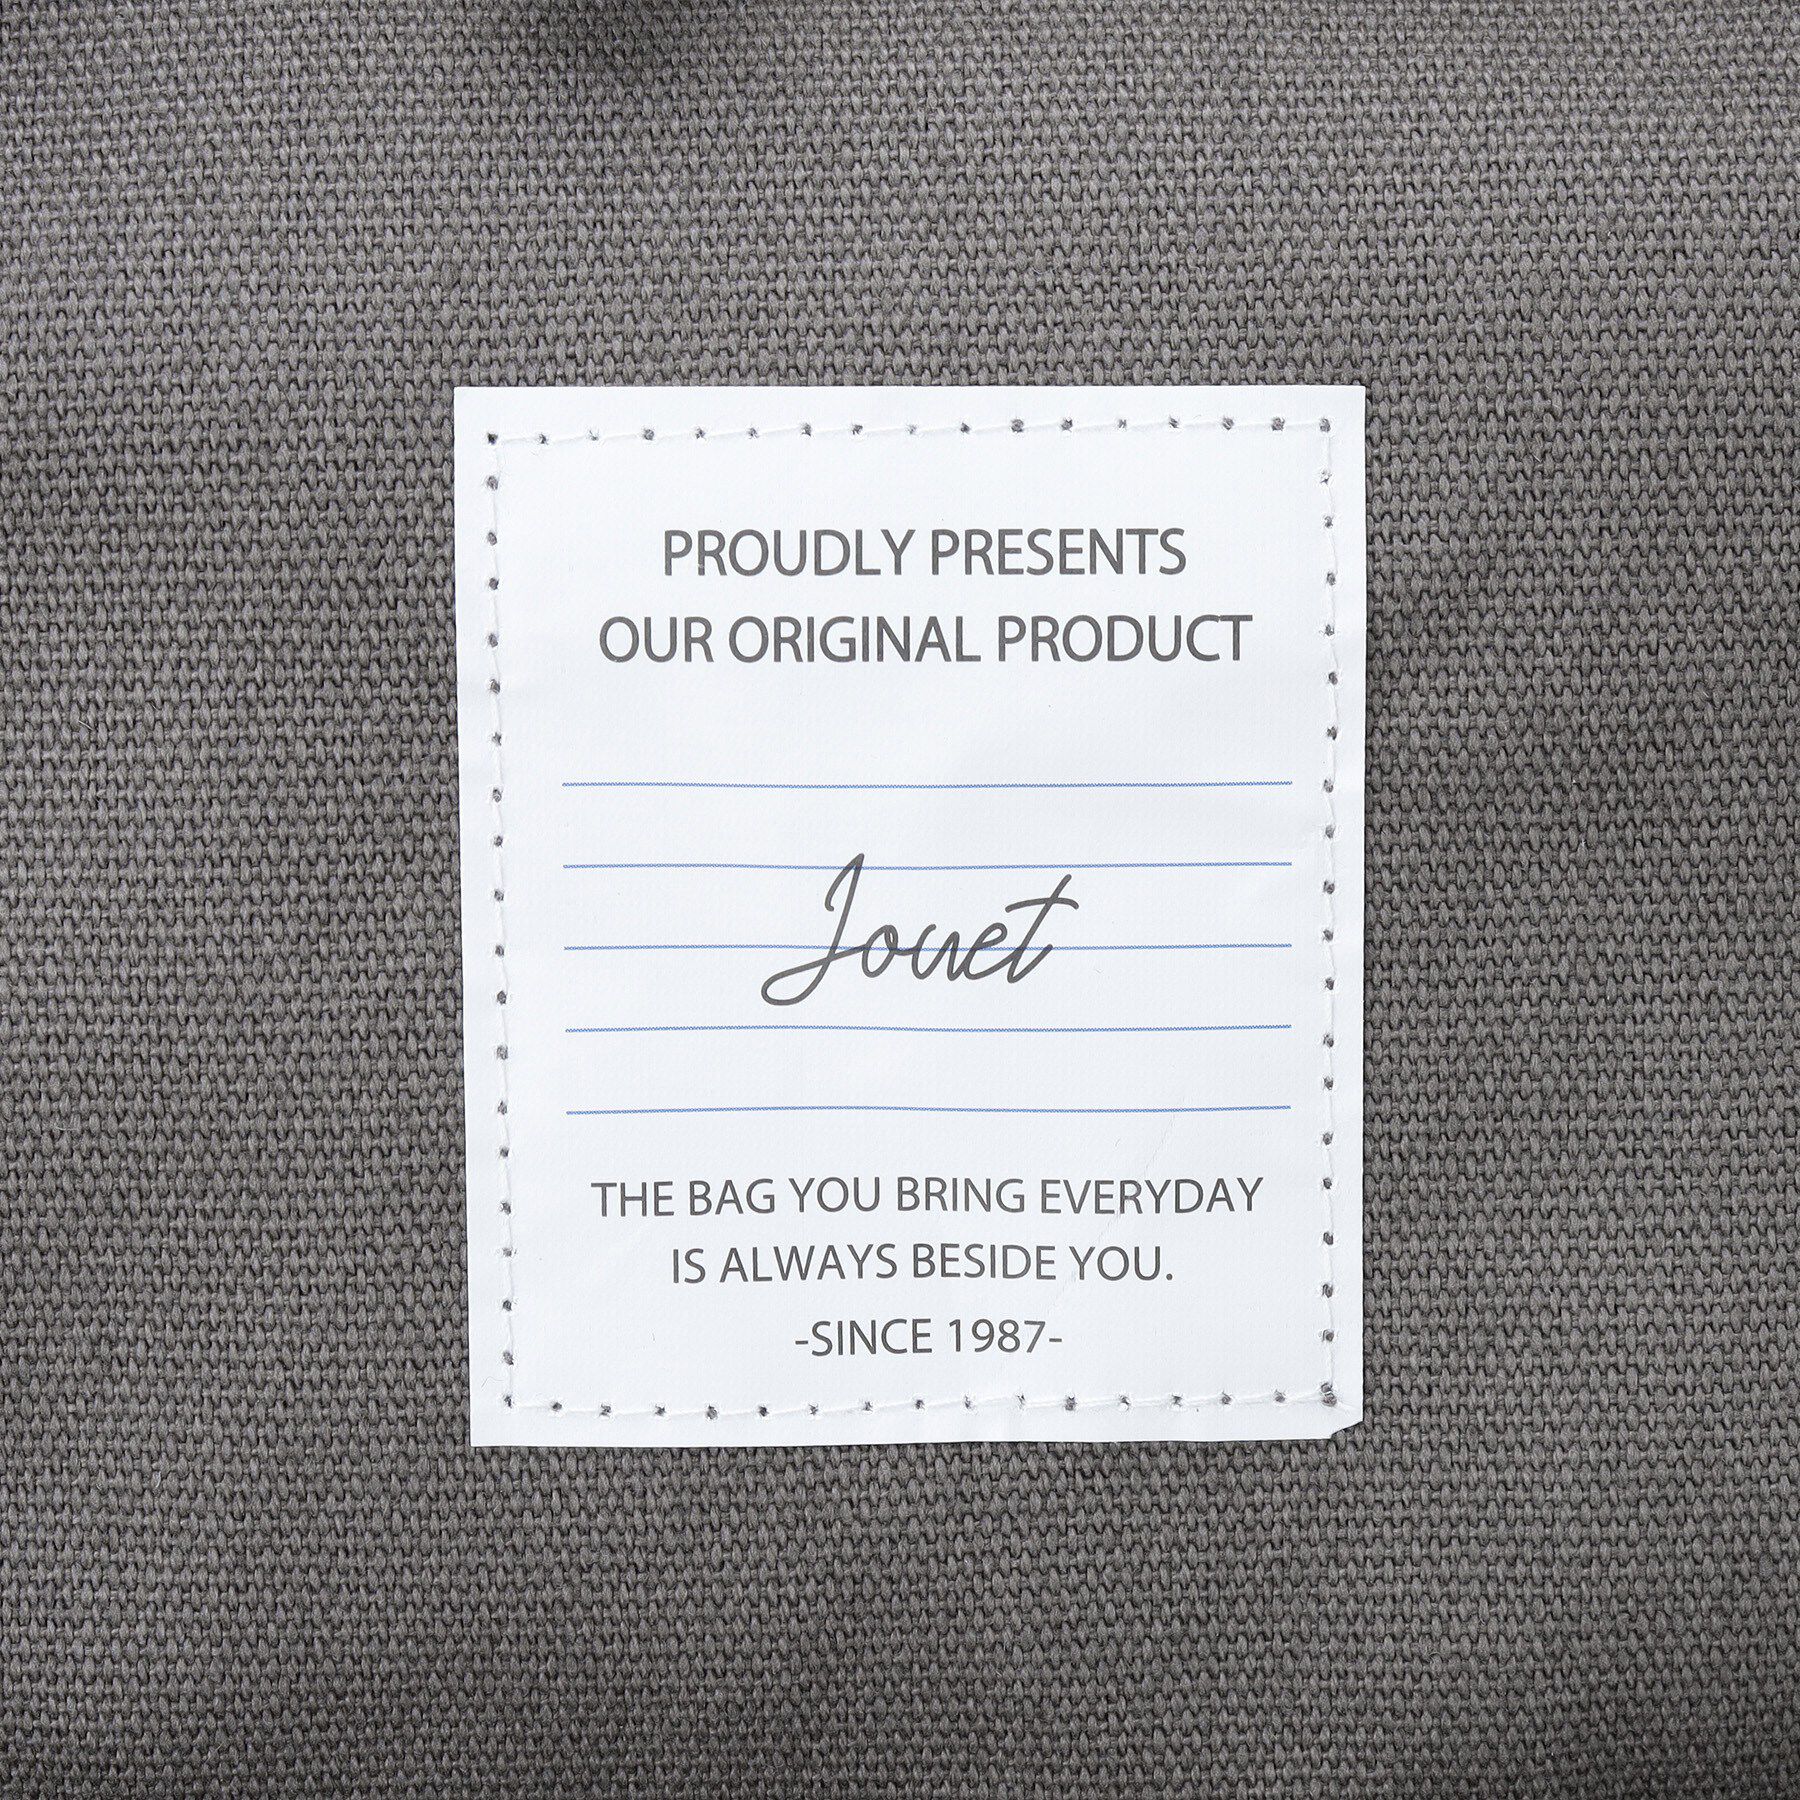 PROUDLY PRESENTS
OUR ORIGINAL PRODUCT
Jouet
THE BAG YOU BRING EVERYDAY
IS ALWAYS BESIDE YOU.
-SINCE 1987-